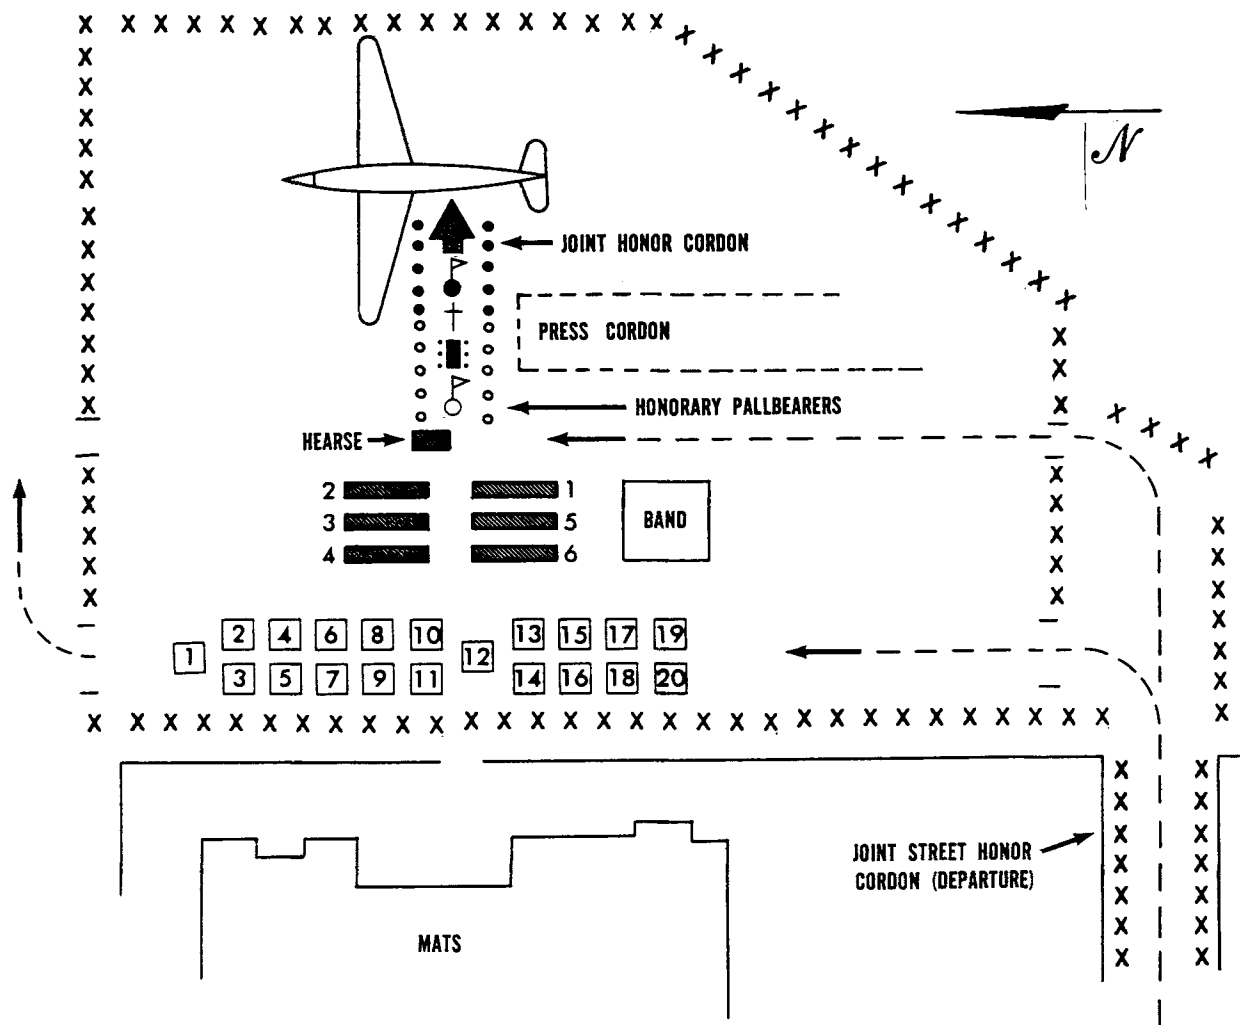 N
JOINT HONOR CORDON
PRESS CORDON
HONORARY PALLBEARERS
HEARSE
2 1
3 5
4 6
BAND
2 4 6 8 10 13 15 17 19
1 12
3 5 7 9 11 14 16 18 20
JOINT STREET HONOR
CORDON (DEPARTURE)
MATS